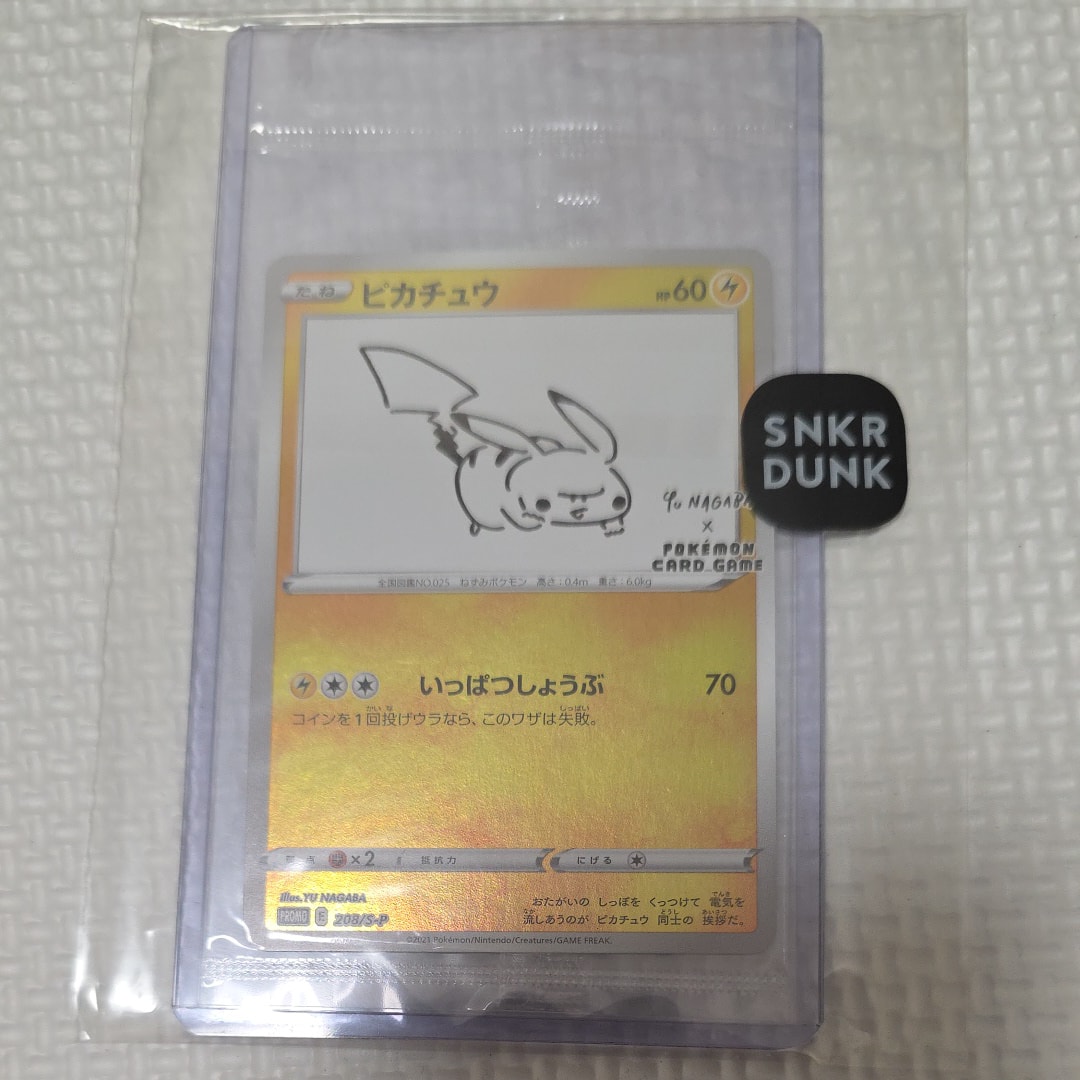 たね ピカチュウ HP60
SNKR
DUNK
YU NAGABA
×
POKÉMON
CARD GAME
全国図鑑NO.025 ねずみポケモン 高さ:0.4m 重さ:6.0kg
いっぱつしょうぶ 70
コインを1回投げウラなら、このワザは失敗。
弱点 ×2 抵抗力 にげる
Illus.YU NAGABA
PROMO E 208/S-P
おたがいの しっぽを くっつけて 電気を
流しあうのが ピカチュウ 同士の 挨拶だ。
©2021 Pokémon/Nintendo/Creatures/GAME FREAK.